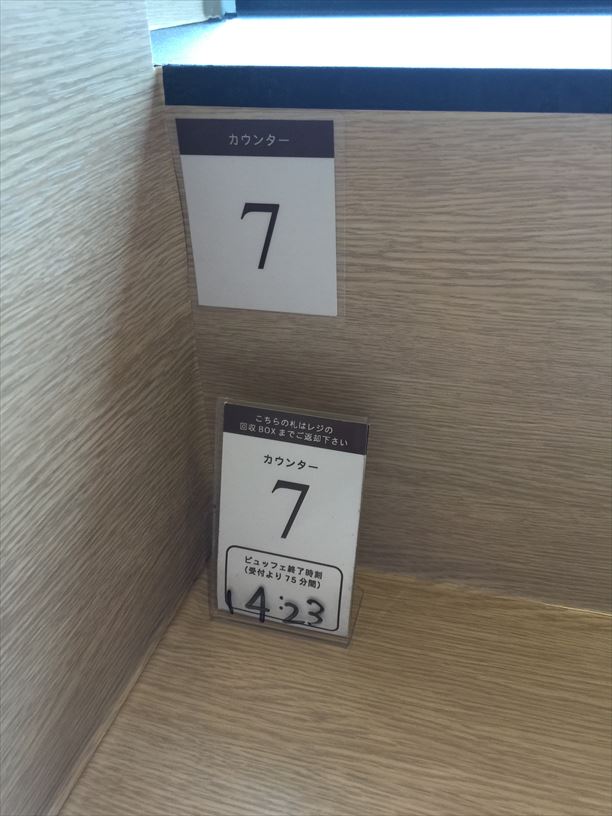 カウンター
7
こちらの札はレジの
回収BOXまでご返却下さい
カウンター
7
ビュッフェ終了時刻
(受付より75分間)
14:23